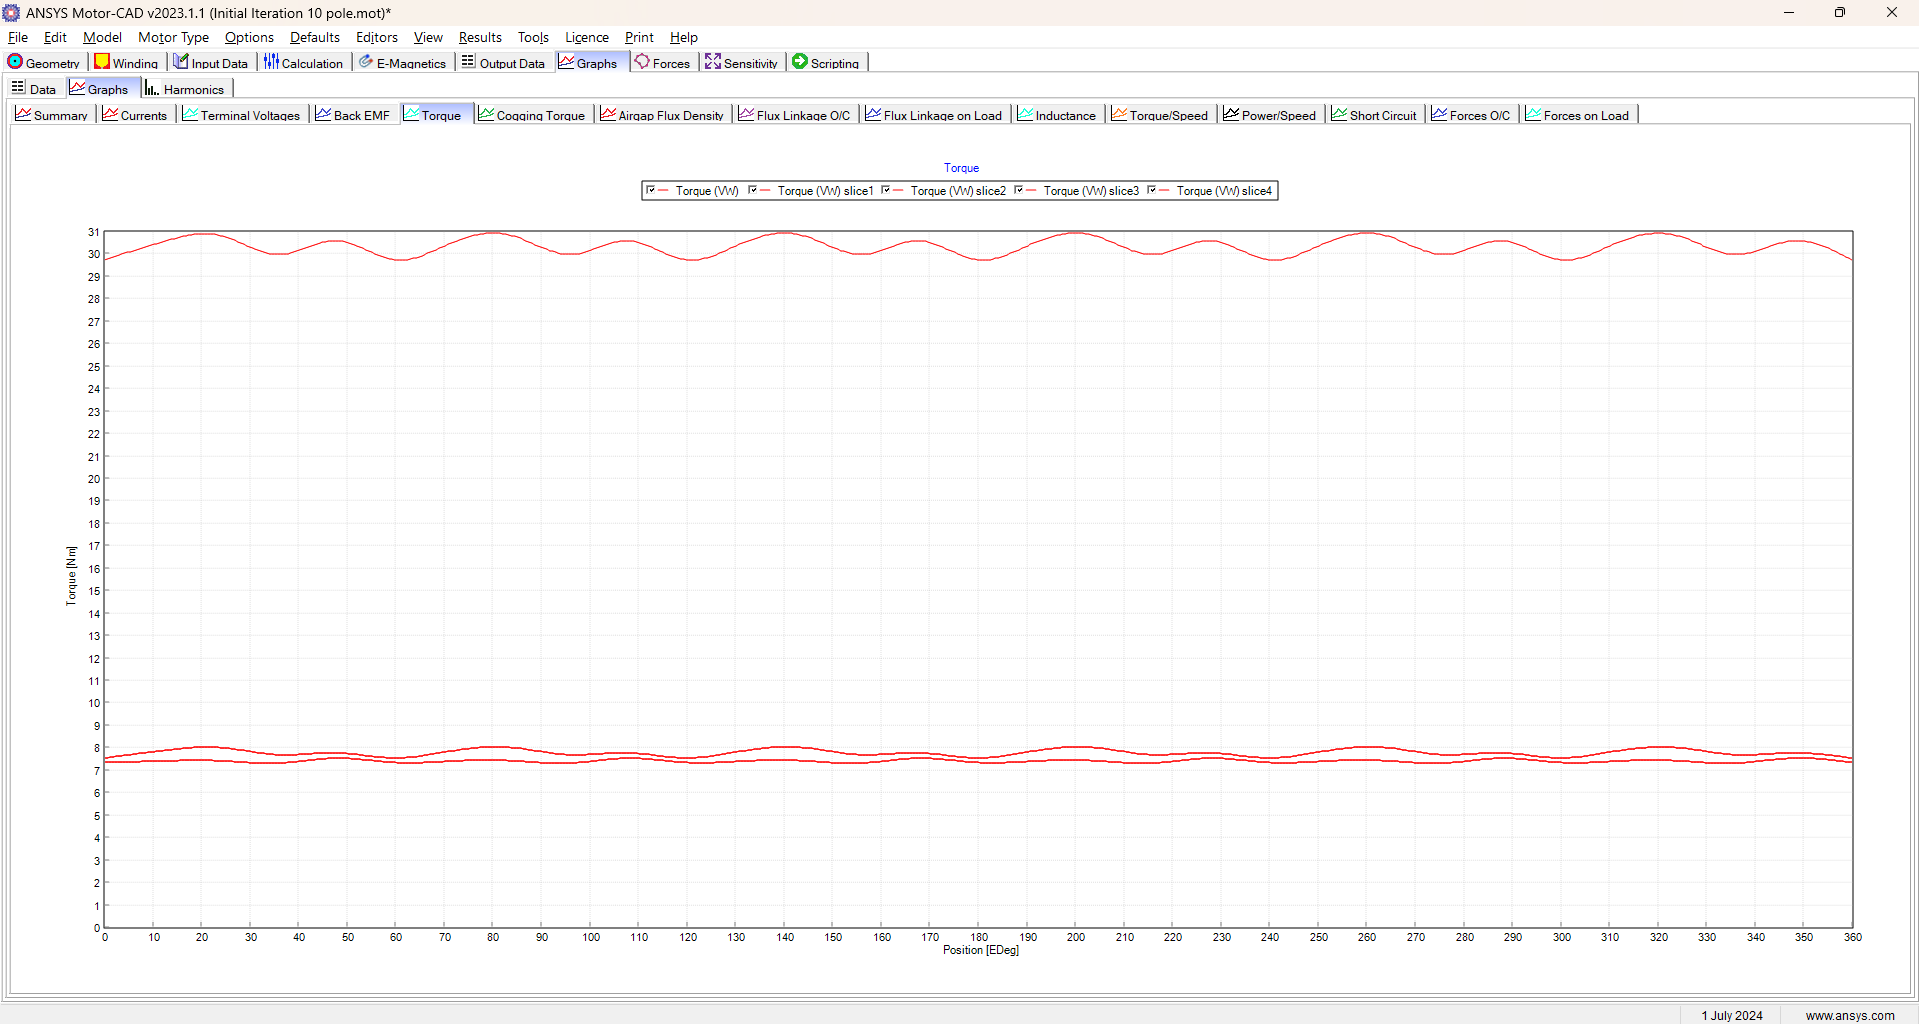 ANSYS Motor-CAD v2023.1.1 (Initial Iteration 10 pole.mot)*
File Edit Model Motor Type Options Defaults Editors View Results Tools Licence Print Help
Geometry Winding Input Data Calculation E-Magnetics Output Data Graphs Forces Sensitivity Scripting
Data Graphs Harmonics
Summary Currents Terminal Voltages Back EMF Torque Cogging Torque Airgap Flux Density Flux Linkage O/C Flux Linkage on Load Inductance Torque/Speed Power/Speed Short Circuit Forces O/C Forces on Load
Torque
Torque (VW) Torque (VW) slice1 Torque (VW) slice2 Torque (VW) slice3 Torque (VW) slice4
31
30
29
28
27
26
25
24
23
22
21
20
19
18
17
16
15
14
13
12
11
10
9
8
7
6
5
4
3
2
1
0
Torque [Nm]
0 10 20 30 40 50 60 70 80 90 100 110 120 130 140 150 160 170 180 190 200 210 220 230 240 250 260 270 280 290 300 310 320 330 340 350 360
Position [EDeg]
1 July 2024 www.ansys.com